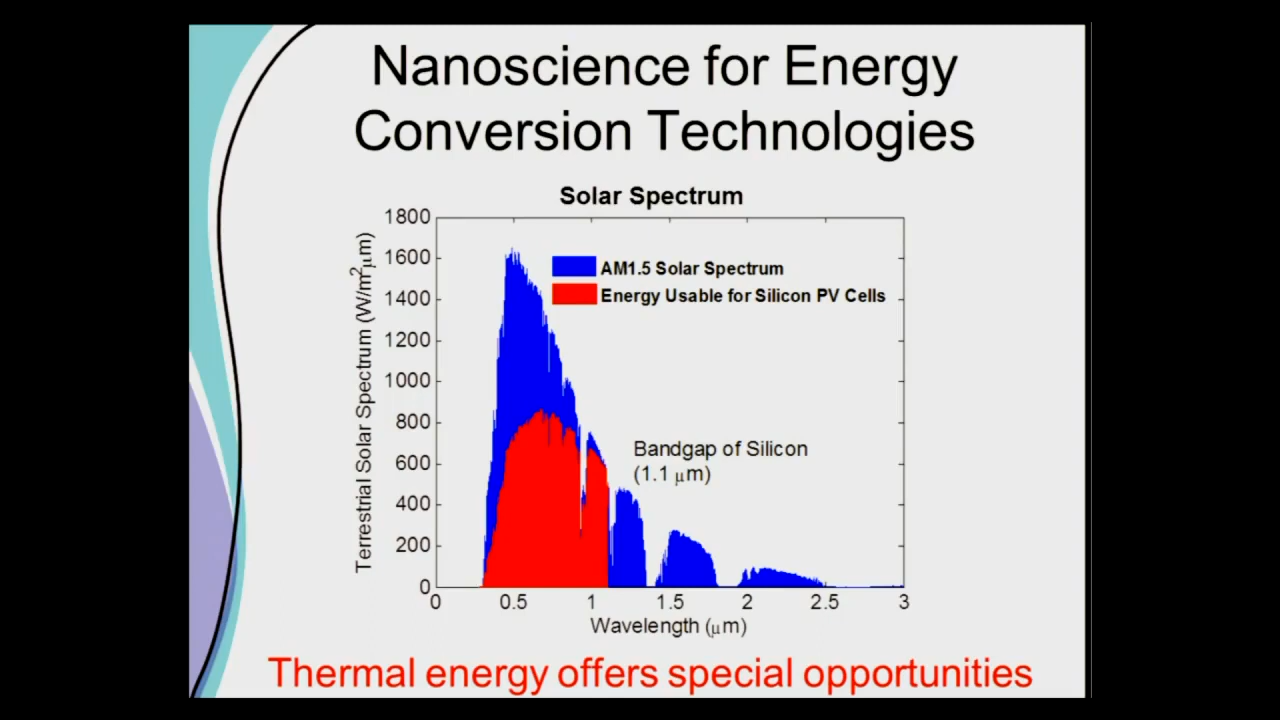 Nanoscience for Energy
Conversion Technologies
Solar Spectrum
1800
1600
1400
1200
1000
800
600
400
200
0
Terrestrial Solar Spectrum (W/m²μm)
AM1.5 Solar Spectrum
Energy Usable for Silicon PV Cells
Bandgap of Silicon
(1.1 μm)
0 0.5 1 1.5 2 2.5 3
Wavelength (μm)
Thermal energy offers special opportunities